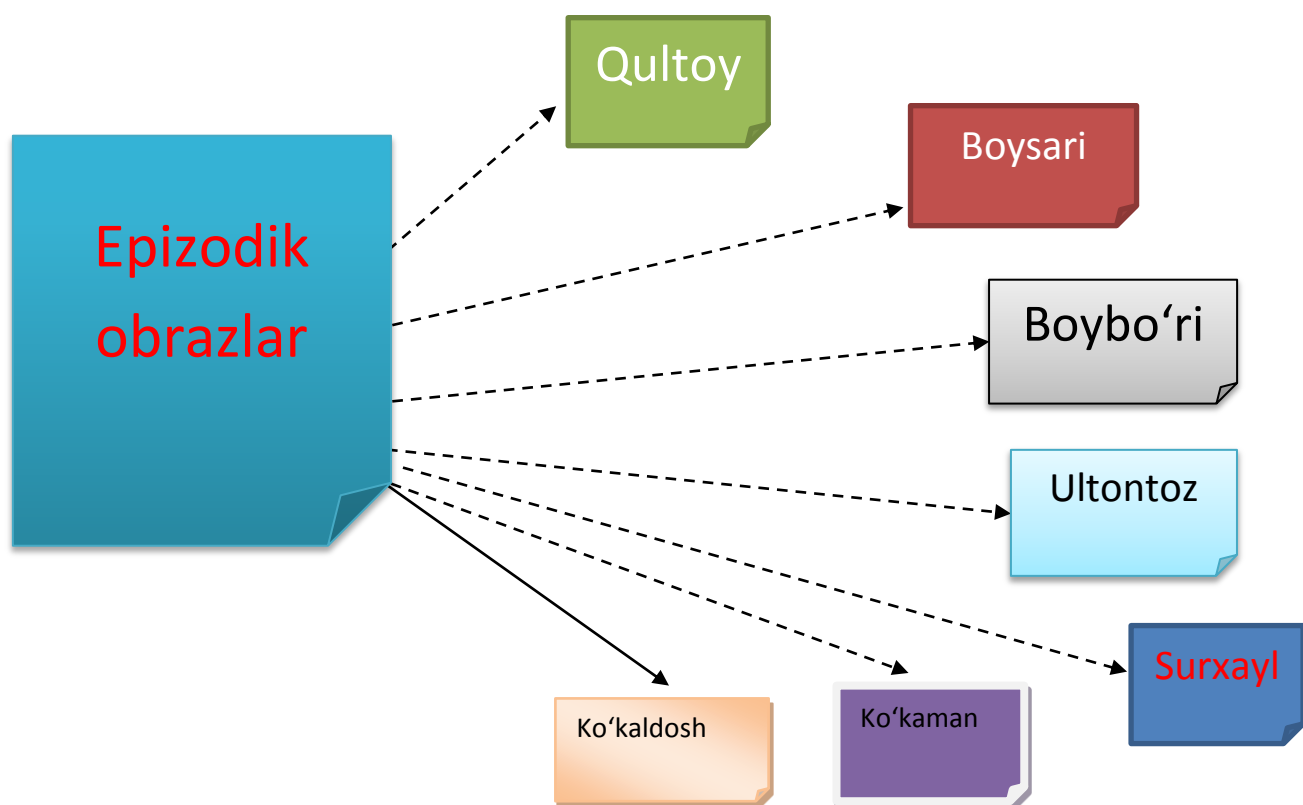 Qultoy
Boysari
Epizodik
obrazlar
Boybo‘ri
Ultontoz
Surxayl
Ko‘kaldosh
Ko‘kaman